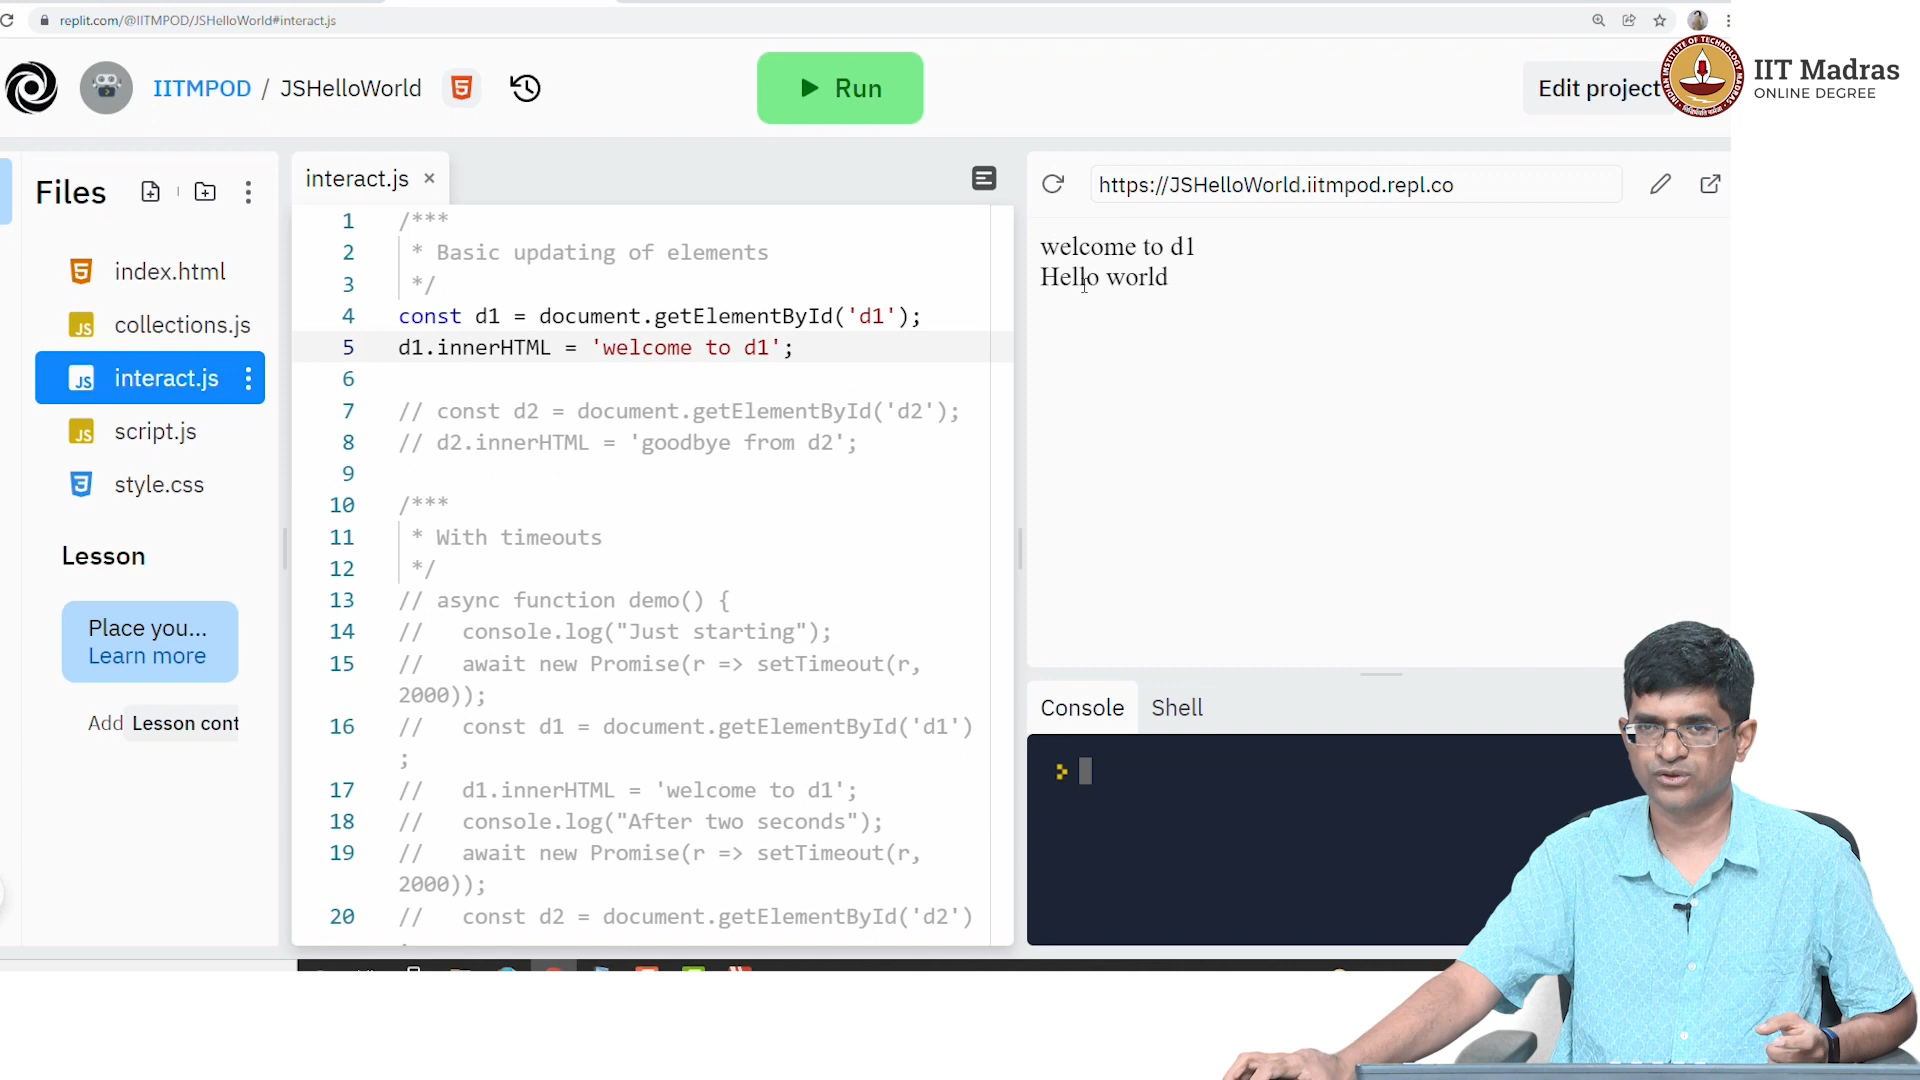 replit.com/@IITMPOD/JSHelloWorld#interact.js
IITMPOD / JSHelloWorld
Run
Edit project
IIT Madras
ONLINE DEGREE
Files
index.html
collections.js
interact.js
script.js
style.css
Lesson
Place you...
Learn more
Add Lesson cont
interact.js ×
1 /***
2 * Basic updating of elements
3 */
4 const d1 = document.getElementById('d1');
5 d1.innerHTML = 'welcome to d1';
6
7 // const d2 = document.getElementById('d2');
8 // d2.innerHTML = 'goodbye from d2';
9
10 /***
11 * With timeouts
12 */
13 // async function demo() {
14 //   console.log("Just starting");
15 //   await new Promise(r => setTimeout(r,
2000));
16 //   const d1 = document.getElementById('d1')
;
17 //   d1.innerHTML = 'welcome to d1';
18 //   console.log("After two seconds");
19 //   await new Promise(r => setTimeout(r,
2000));
20 //   const d2 = document.getElementById('d2')
https://JSHelloWorld.iitmpod.repl.co
welcome to d1
Hello world
Console Shell